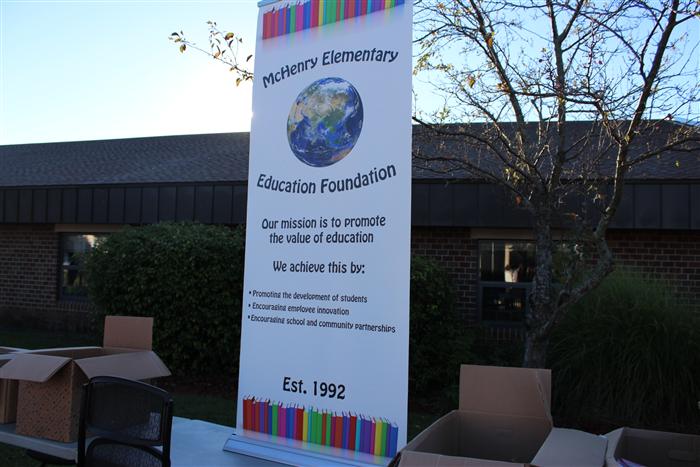 McHenry Elementary
Education Foundation
Our mission is to promote
the value of education
We achieve this by:
• Promoting the development of students
• Encouraging employee innovation
• Encouraging school and community partnerships
Est. 1992